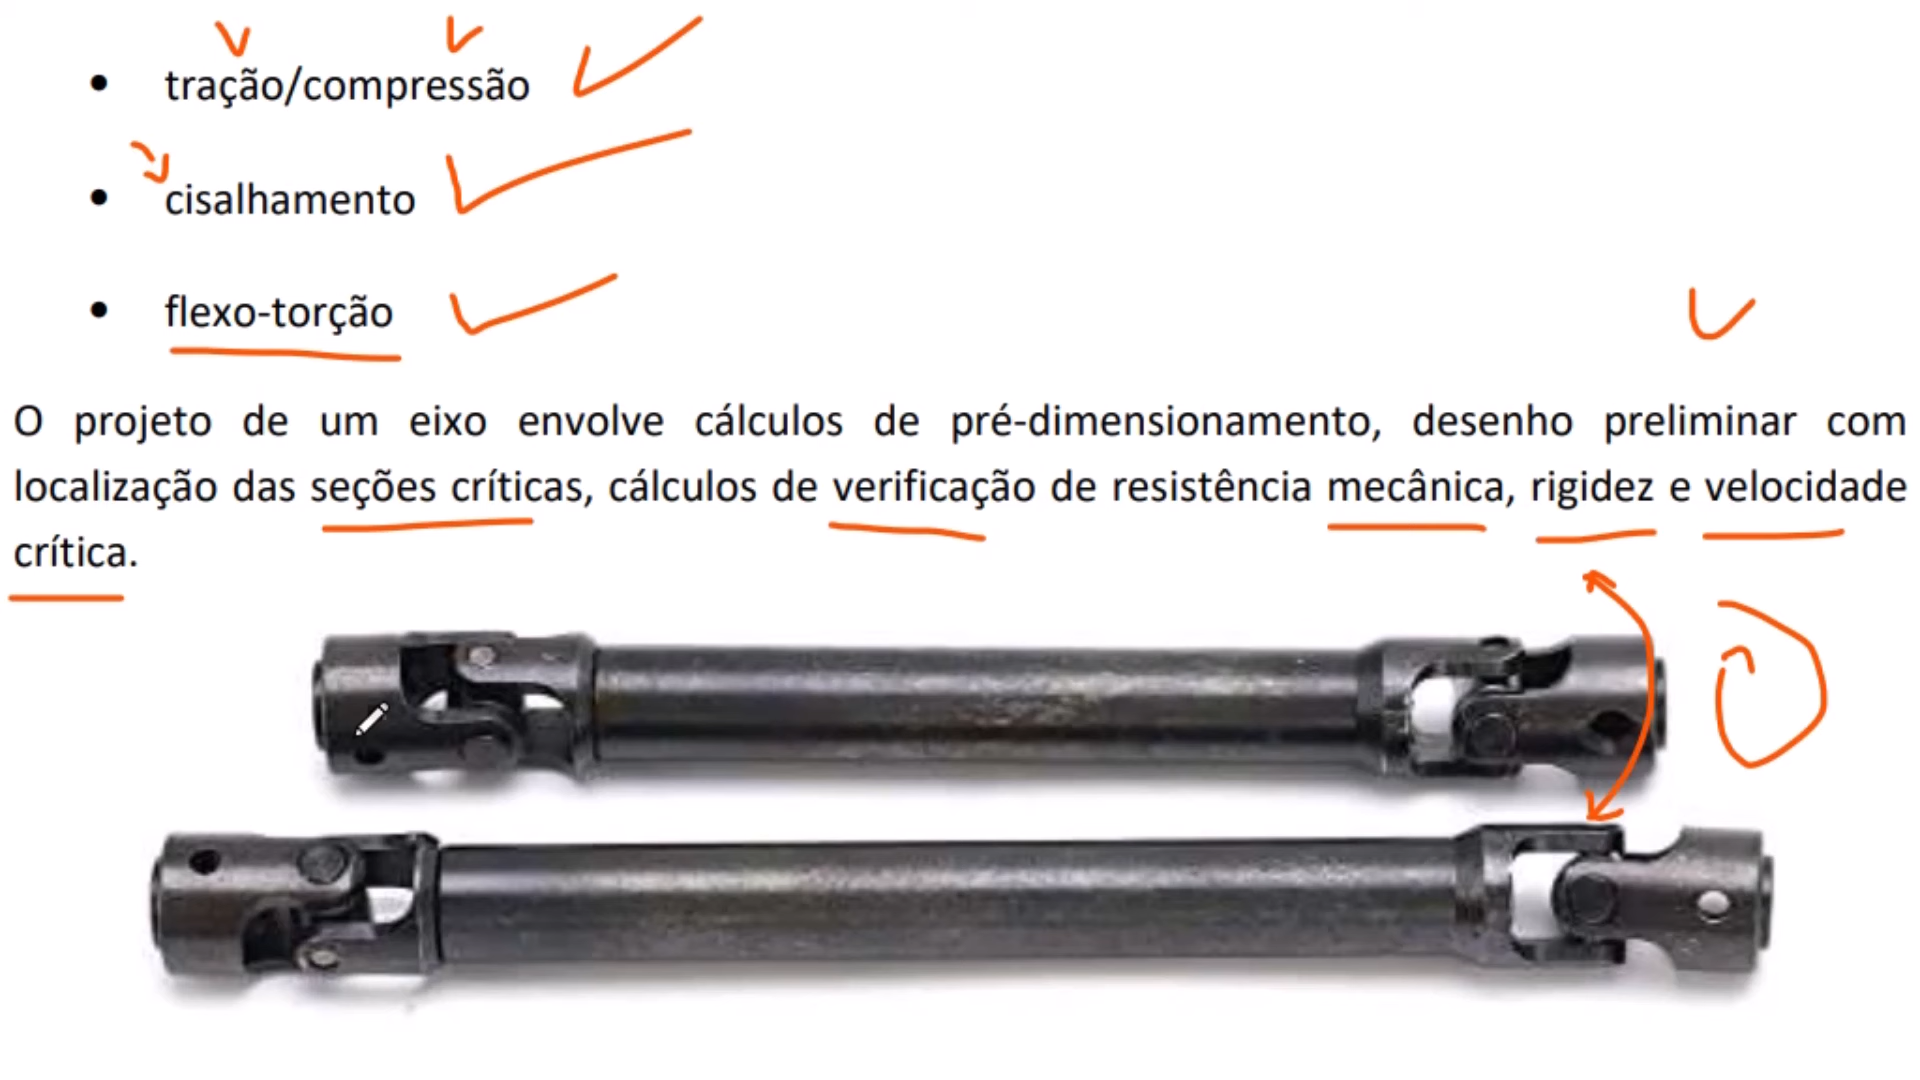 • tração/compressão
• cisalhamento
• flexo-torção
O projeto de um eixo envolve cálculos de pré-dimensionamento, desenho preliminar com
localização das seções críticas, cálculos de verificação de resistência mecânica, rigidez e velocidade
crítica.